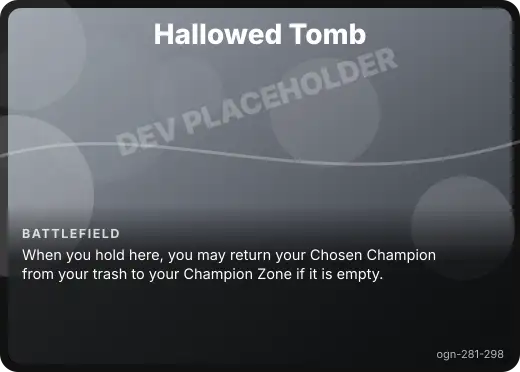 Hallowed Tomb
DEV PLACEHOLDER
BATTLEFIELD
When you hold here, you may return your Chosen Champion
from your trash to your Champion Zone if it is empty.
ogn-281-298